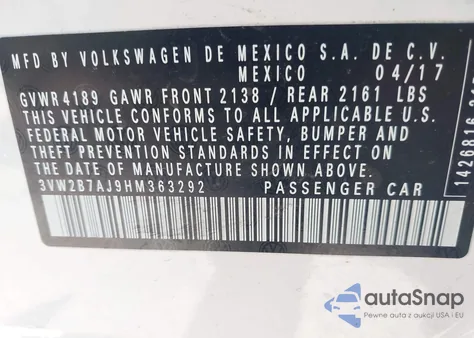 MFD BY VOLKSWAGEN DE MEXICO S.A. DE C.V.
MEXICO 04/17
GVWR 4189 GAWR FRONT 2138 / REAR 2161 LBS
THIS VEHICLE CONFORMS TO ALL APPLICABLE U.S.
FEDERAL MOTOR VEHICLE SAFETY, BUMPER AND
THEFT PREVENTION STANDARDS IN EFFECT ON THE
DATE OF MANUFACTURE SHOWN ABOVE.
3VW2B7AJ9HM363292 PASSENGER CAR
autoSnap
Pewne auta z aukcji USA i EU